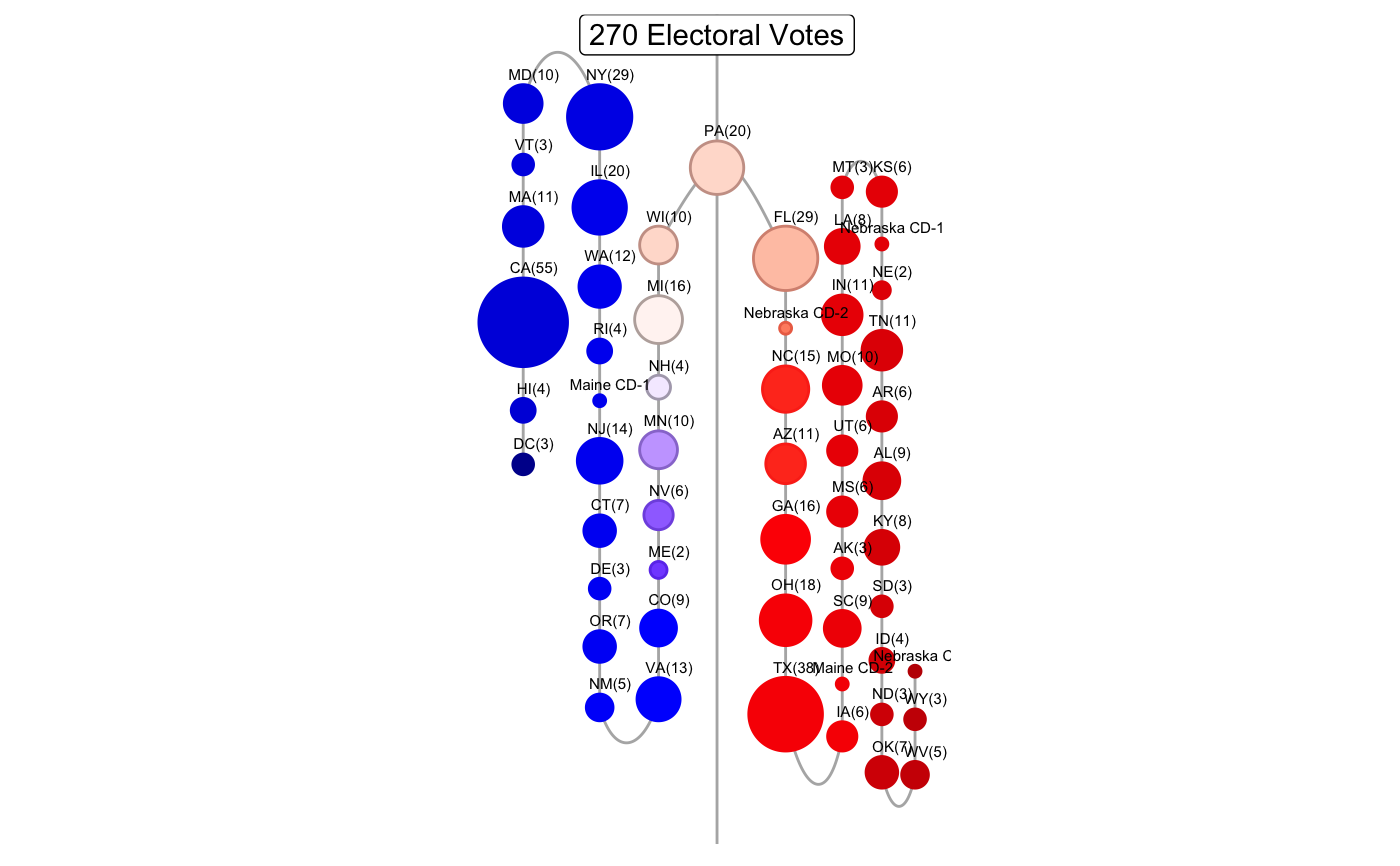 270 Electoral Votes
MD(10)
VT(3)
MA(11)
CA(55)
HI(4)
DC(3)
NY(29)
IL(20)
WA(12)
RI(4)
Maine CD-1
NJ(14)
CT(7)
DE(3)
OR(7)
NM(5)
PA(20)
WI(10)
MI(16)
NH(4)
MN(10)
NV(6)
ME(2)
CO(9)
VA(13)
FL(29)
Nebraska CD-2
NC(15)
AZ(11)
GA(16)
OH(18)
TX(38)
MT(3)
LA(8)
IN(11)
MO(10)
UT(6)
MS(6)
AK(3)
SC(9)
Maine CD-2
IA(6)
KS(6)
Nebraska CD-1
NE(2)
TN(11)
AR(6)
AL(9)
KY(8)
SD(3)
ID(4)
ND(3)
OK(7)
Nebraska C
WY(3)
WV(5)